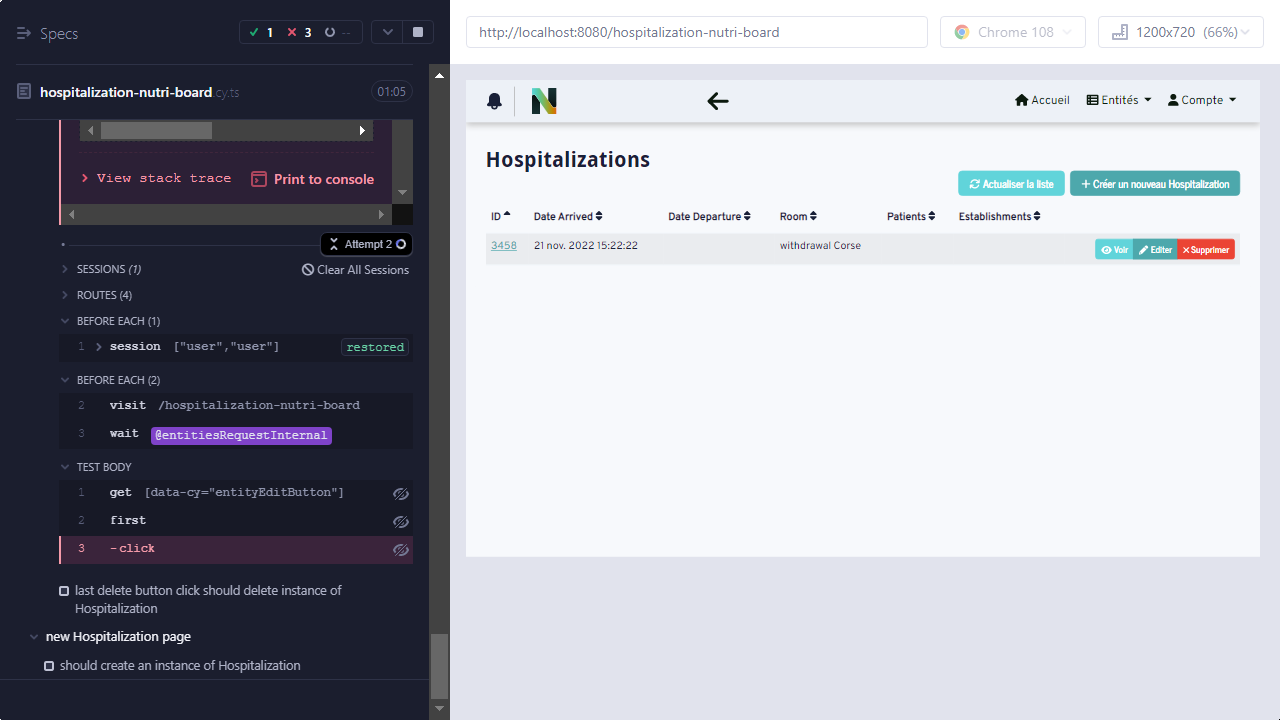 Specs
1
3
--
hospitalization-nutri-board.cy.ts
01:05
View stack trace
Print to console
Attempt 2
SESSIONS (1)
Clear All Sessions
ROUTES (4)
BEFORE EACH (1)
1 session ["user","user"] restored
BEFORE EACH (2)
2 visit /hospitalization-nutri-board
3 wait @entitiesRequestInternal
TEST BODY
1 get [data-cy="entityEditButton"]
2 first
3 -click
last delete button click should delete instance of
Hospitalization
new Hospitalization page
should create an instance of Hospitalization
http://localhost:8080/hospitalization-nutri-board
Chrome 108
1200x720 (66%)
N
Accueil
Entités
Compte
Hospitalizations
Actualiser la liste
Créer un nouveau Hospitalization
ID Date Arrived Date Departure Room Patients Establishments
3458 21 nov. 2022 15:22:22 withdrawal Corse
Voir
Editer
Supprimer